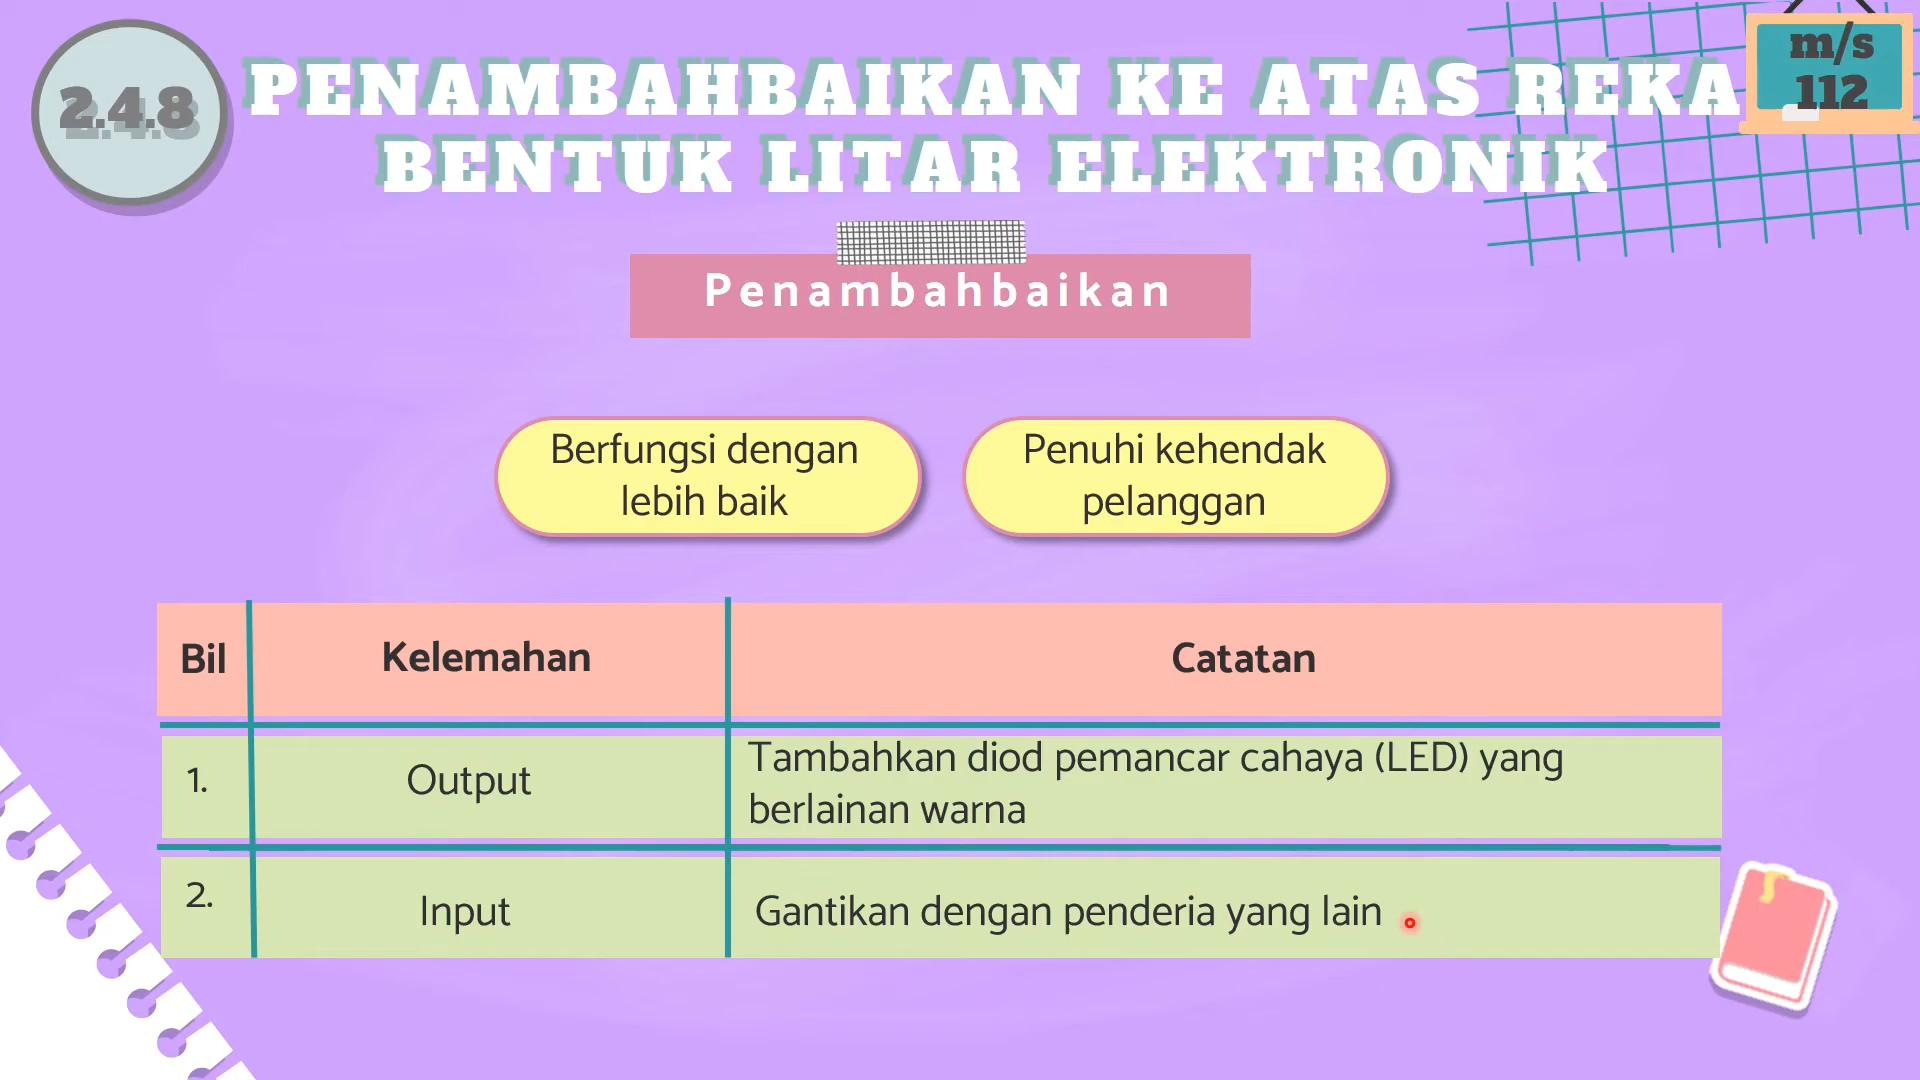 2.4.8
PENAMBAHBAIKAN KE ATAS REKA
BENTUK LITAR ELEKTRONIK
m/s
112
Penambahbaikan
Berfungsi dengan
lebih baik
Penuhi kehendak
pelanggan
Bil
Kelemahan
Catatan
1.
Output
Tambahkan diod pemancar cahaya (LED) yang
berlainan warna
2.
Input
Gantikan dengan penderia yang lain